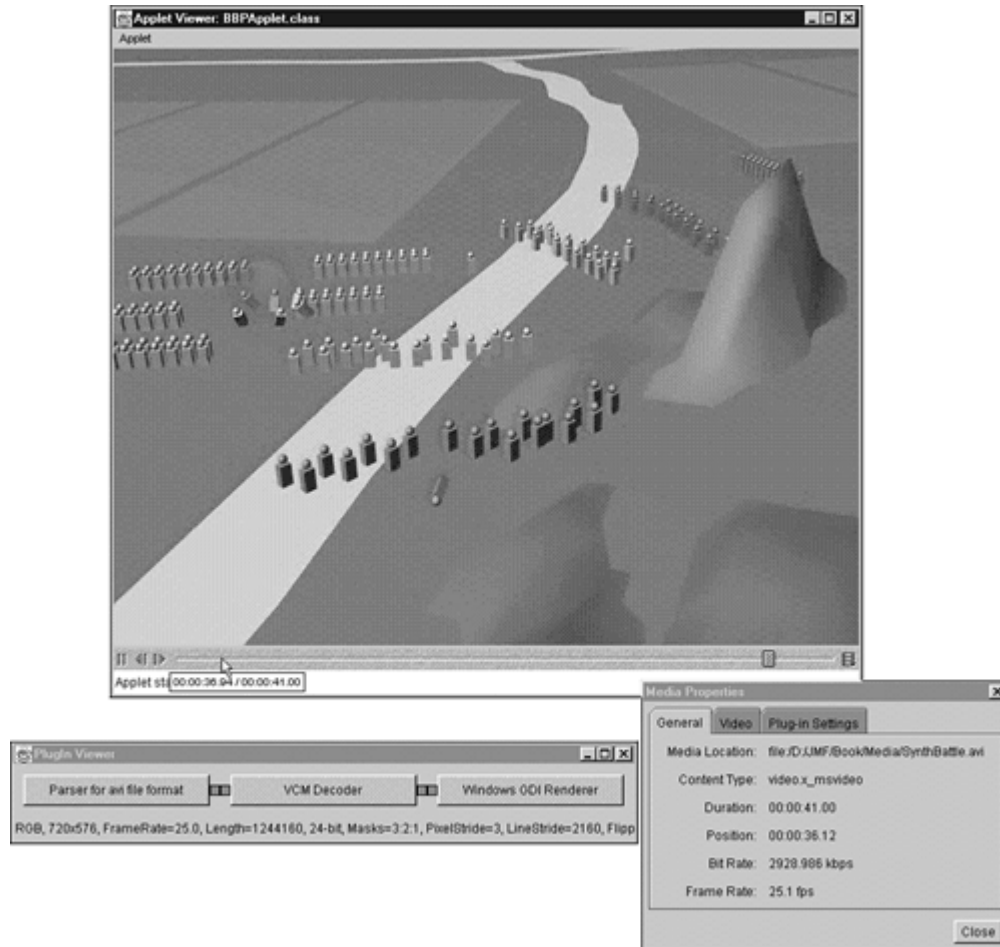 Applet Viewer: BBPApplet.class
Applet
Applet sta
00:00:36.94 / 00:00:41.00
Media Properties
General Video Plug-in Settings
Media Location: file:/D:/JMF/Book/Media/SynthBattle.avi
Content Type: video.x_msvideo
Duration: 00:00:41.00
Position: 00:00:36.12
Bit Rate: 2928.986 kbps
Frame Rate: 25.1 fps
Close
PlugIn Viewer
Parser for avi file format VCM Decoder Windows GDI Renderer
RGB, 720x576, FrameRate=25.0, Length=1244160, 24-bit, Masks=3:2:1, PixelStride=3, LineStride=2160, Flipp